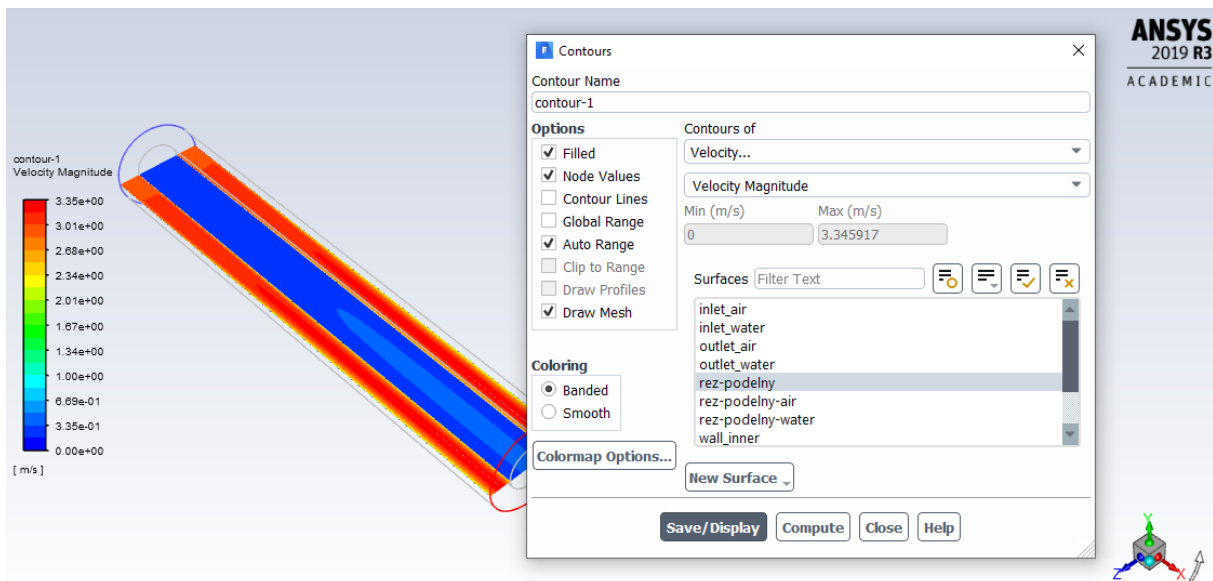 ANSYS
2019 R3
ACADEMIC
contour-1
Velocity Magnitude
3.35e+00
3.01e+00
2.68e+00
2.34e+00
2.01e+00
1.67e+00
1.34e+00
1.00e+00
6.69e-01
3.35e-01
0.00e+00
[ m/s ]
F Contours
Contour Name
contour-1
Options
Filled
Node Values
Contour Lines
Global Range
Auto Range
Clip to Range
Draw Profiles
Draw Mesh
Coloring
Banded
Smooth
Colormap Options...
Contours of
Velocity...
Velocity Magnitude
Min (m/s) Max (m/s)
0 3.345917
Surfaces Filter Text
inlet_air
inlet_water
outlet_air
outlet_water
rez-podelny
rez-podelny-air
rez-podelny-water
wall_inner
New Surface
Save/Display Compute Close Help
Y
Z X